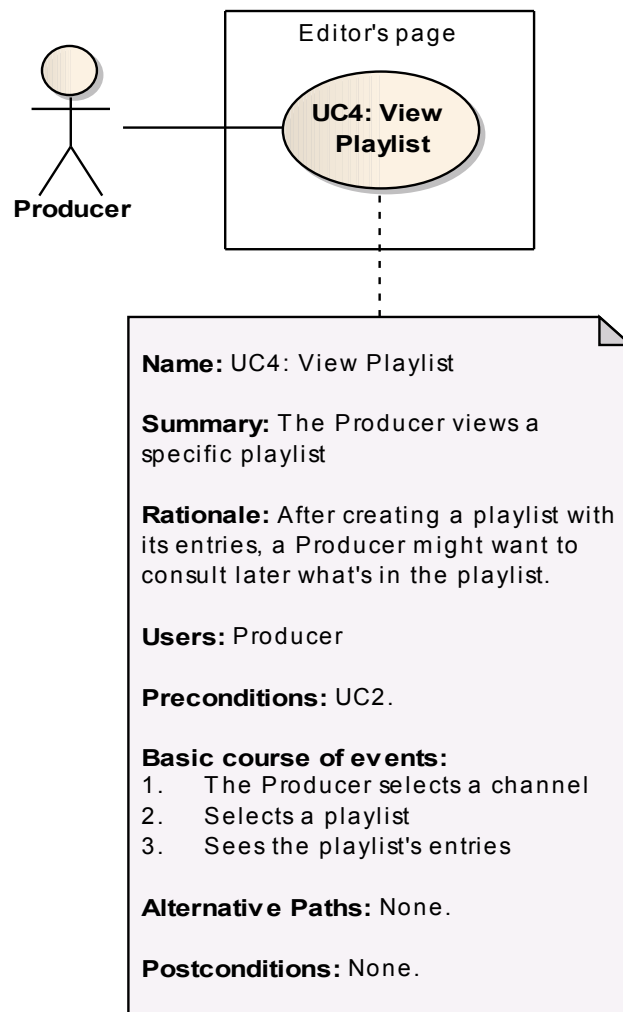 Editor's page
UC4: View
Playlist
Producer
Name: UC4: View Playlist
Summary: The Producer views a
specific playlist
Rationale: After creating a playlist with
its entries, a Producer might want to
consult later what's in the playlist.
Users: Producer
Preconditions: UC2.
Basic course of events:
1. The Producer selects a channel
2. Selects a playlist
3. Sees the playlist's entries
Alternative Paths: None.
Postconditions: None.